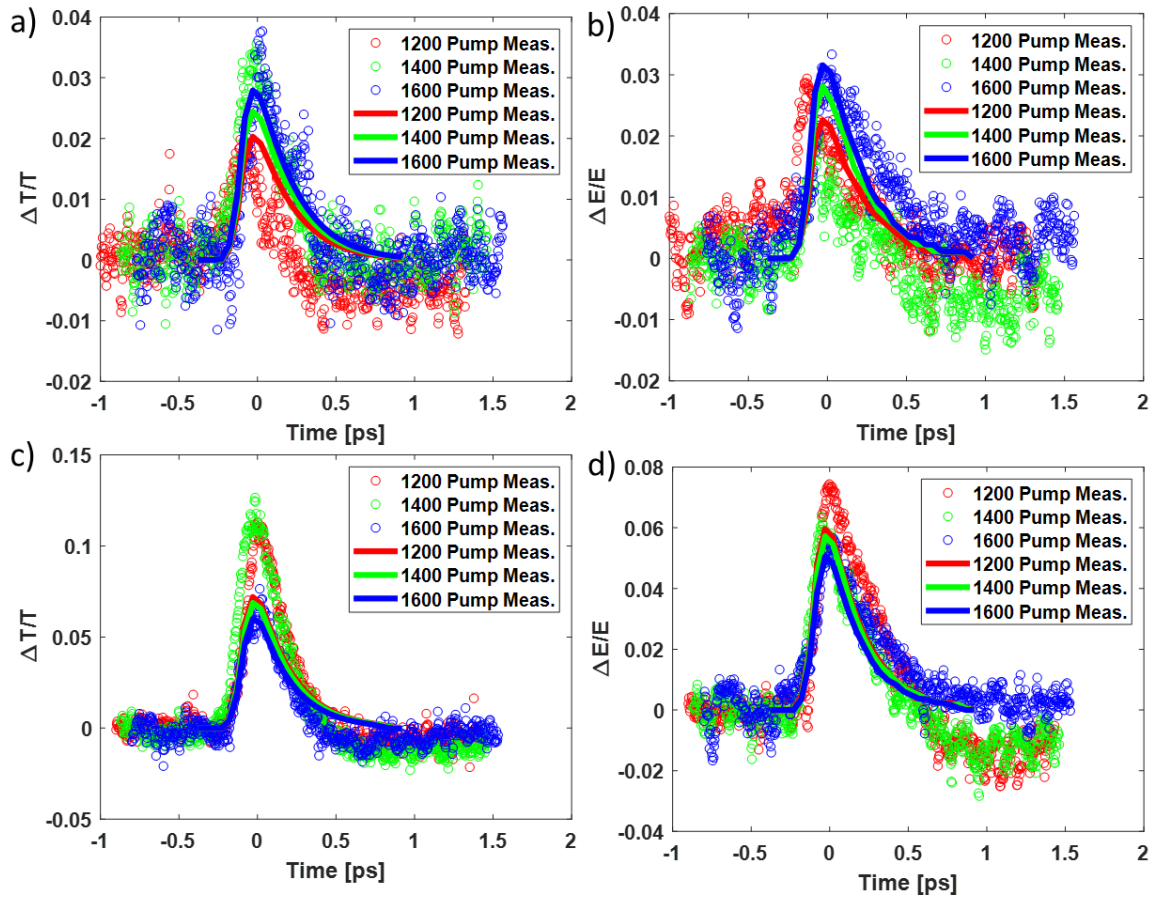 a)
0.04
0.03
0.02
0.01
0
-0.01
-0.02
Δ T/T
1200 Pump Meas.
1400 Pump Meas.
1600 Pump Meas.
1200 Pump Meas.
1400 Pump Meas.
1600 Pump Meas.
-1 -0.5 0 0.5 1 1.5 2
Time [ps]
b)
0.04
0.03
0.02
0.01
0
-0.01
-0.02
Δ E/E
1200 Pump Meas.
1400 Pump Meas.
1600 Pump Meas.
1200 Pump Meas.
1400 Pump Meas.
1600 Pump Meas.
-1 -0.5 0 0.5 1 1.5 2
Time [ps]
c)
0.15
0.1
0.05
0
-0.05
Δ T/T
1200 Pump Meas.
1400 Pump Meas.
1600 Pump Meas.
1200 Pump Meas.
1400 Pump Meas.
1600 Pump Meas.
-1 -0.5 0 0.5 1 1.5 2
Time [ps]
d)
0.08
0.06
0.04
0.02
0
-0.02
-0.04
Δ E/E
1200 Pump Meas.
1400 Pump Meas.
1600 Pump Meas.
1200 Pump Meas.
1400 Pump Meas.
1600 Pump Meas.
-1 -0.5 0 0.5 1 1.5 2
Time [ps]